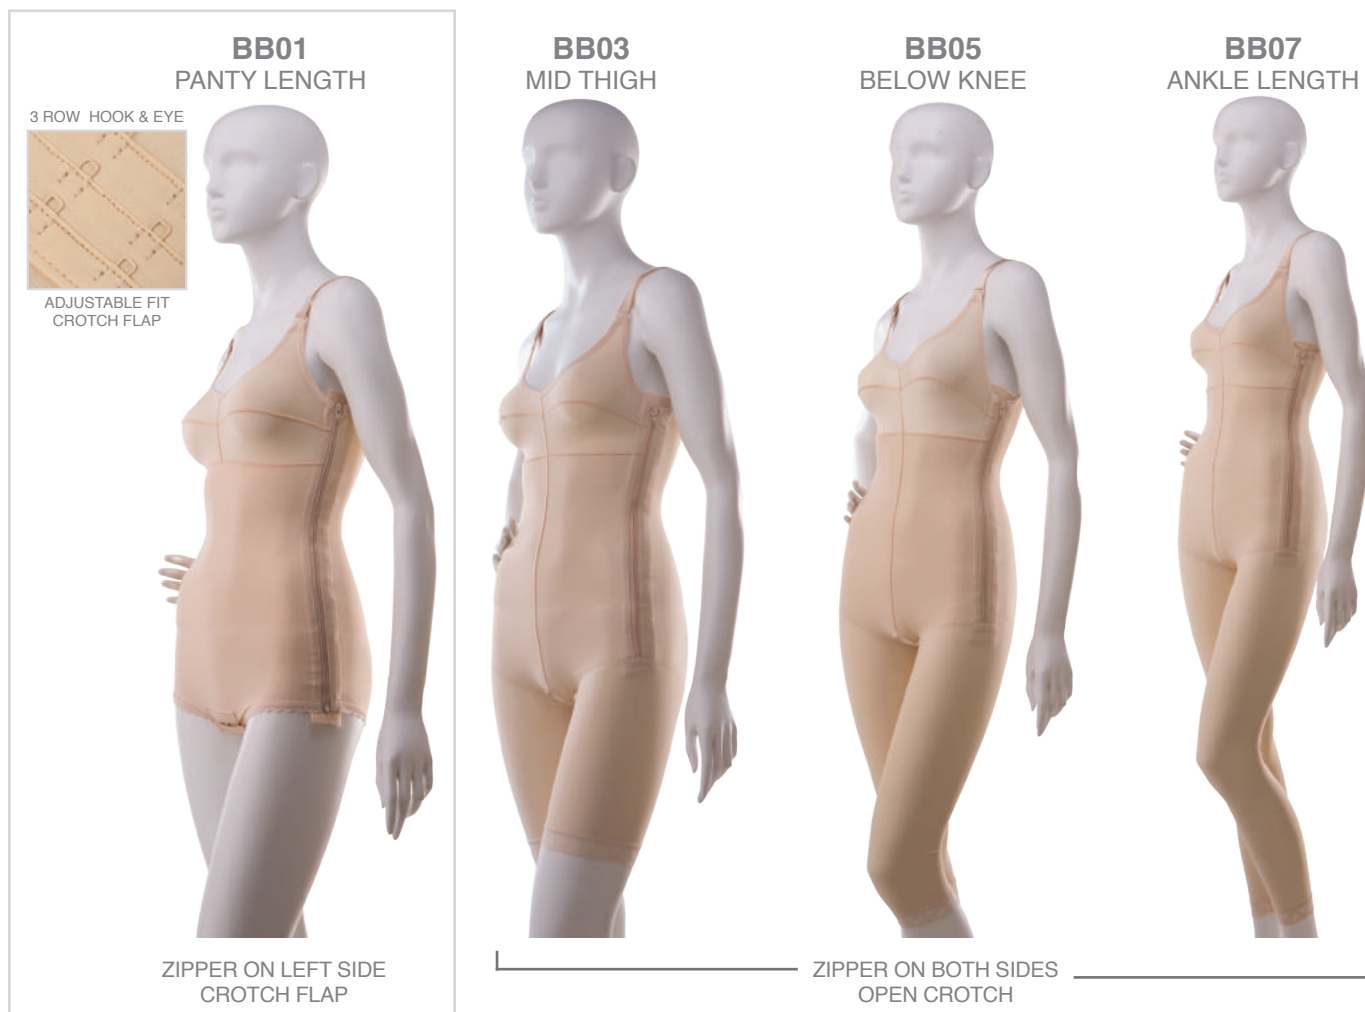 BB01
PANTY LENGTH
3 ROW HOOK & EYE
ADJUSTABLE FIT
CROTCH FLAP
ZIPPER ON LEFT SIDE
CROTCH FLAP
BB03
MID THIGH
BB05
BELOW KNEE
BB07
ANKLE LENGTH
ZIPPER ON BOTH SIDES
OPEN CROTCH